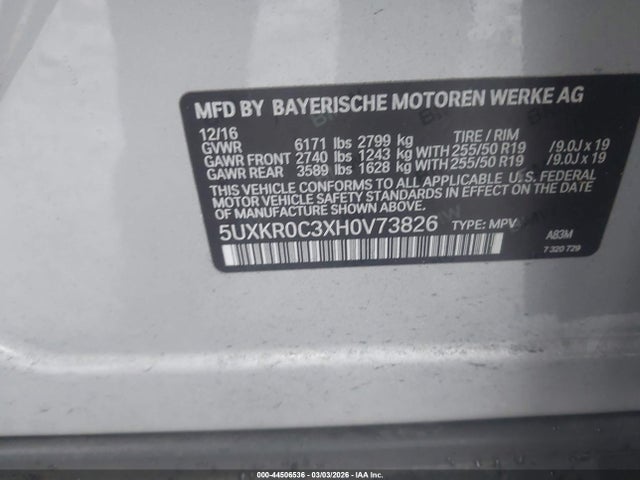 MFD BY BAYERISCHE MOTOREN WERKE AG
12/16 TIRE / RIM
GVWR 6171 lbs 2799 kg
GAWR FRONT 2740 lbs 1243 kg WITH 255/50 R19 /9.0J x 19
GAWR REAR 3589 lbs 1628 kg WITH 255/50 R19 /9.0J x 19
THIS VEHICLE CONFORMS TO ALL APPLICABLE U.S. FEDERAL
MOTOR VEHICLE SAFETY STANDARDS IN EFFECT ON THE
DATE OF MANUFACTURE SHOWN ABOVE.
5UXKR0C3XH0V73826 TYPE: MPV A83M
7 320 729
000-44506536 - 03/03/2026 - IAA Inc.